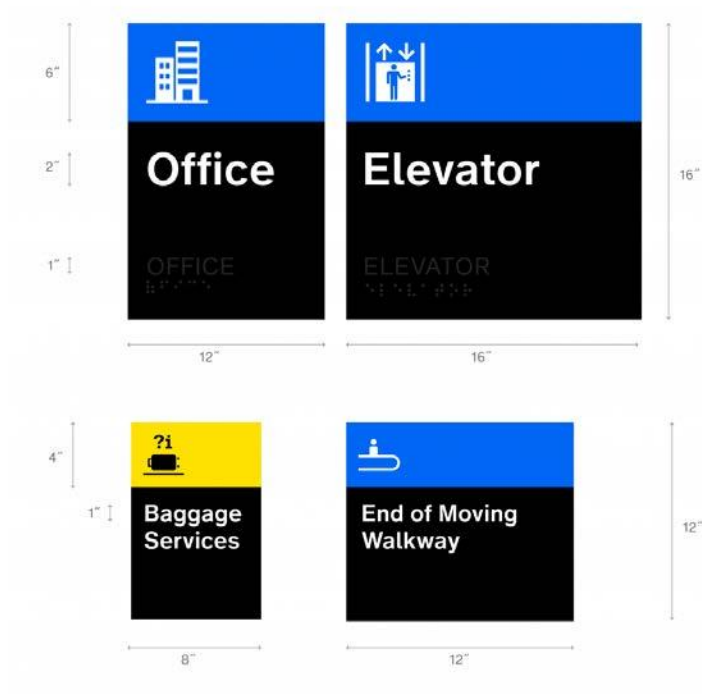 6"
Office
Elevator
2"
16"
1"
OFFICE
ELEVATOR
12"
16"
?i
4"
1"
Baggage
Services
End of Moving
Walkway
12"
8"
12"